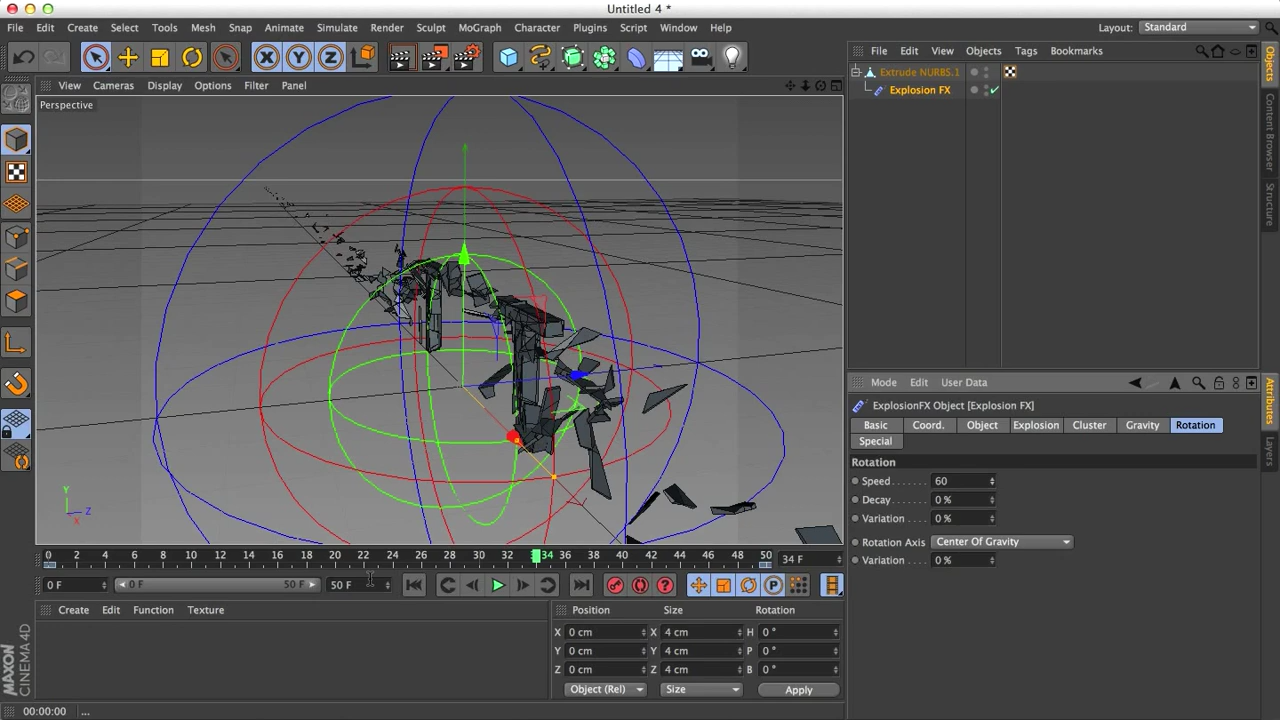 Untitled 4 *
File Edit Create Select Tools Mesh Snap Animate Simulate Render Sculpt MoGraph Character Plugins Script Window Help
Layout: Standard
X Y Z
File Edit View Objects Tags Bookmarks
View Cameras Display Options Filter Panel
Perspective
Extrude NURBS.1
Explosion FX
Objects
Content Browser
Structure
Mode Edit User Data
ExplosionFX Object [Explosion FX]
Basic Coord. Object Explosion Cluster Gravity Rotation
Special
Rotation
Speed 60
Decay 0 %
Variation 0 %
Rotation Axis Center Of Gravity
Variation 0 %
Attributes
Layers
Y
Z
X
0 2 4 6 8 10 12 14 16 18 20 22 24 26 28 30 32 34 36 38 40 42 44 46 48 50 34 F
0 F 0 F 50 F 50 F P
Create Edit Function Texture
Position Size Rotation
X 0 cm X 4 cm H 0 °
Y 0 cm Y 4 cm P 0 °
Z 0 cm Z 4 cm B 0 °
Object (Rel) Size Apply
MAXON
CINEMA 4D
00:00:00 ...